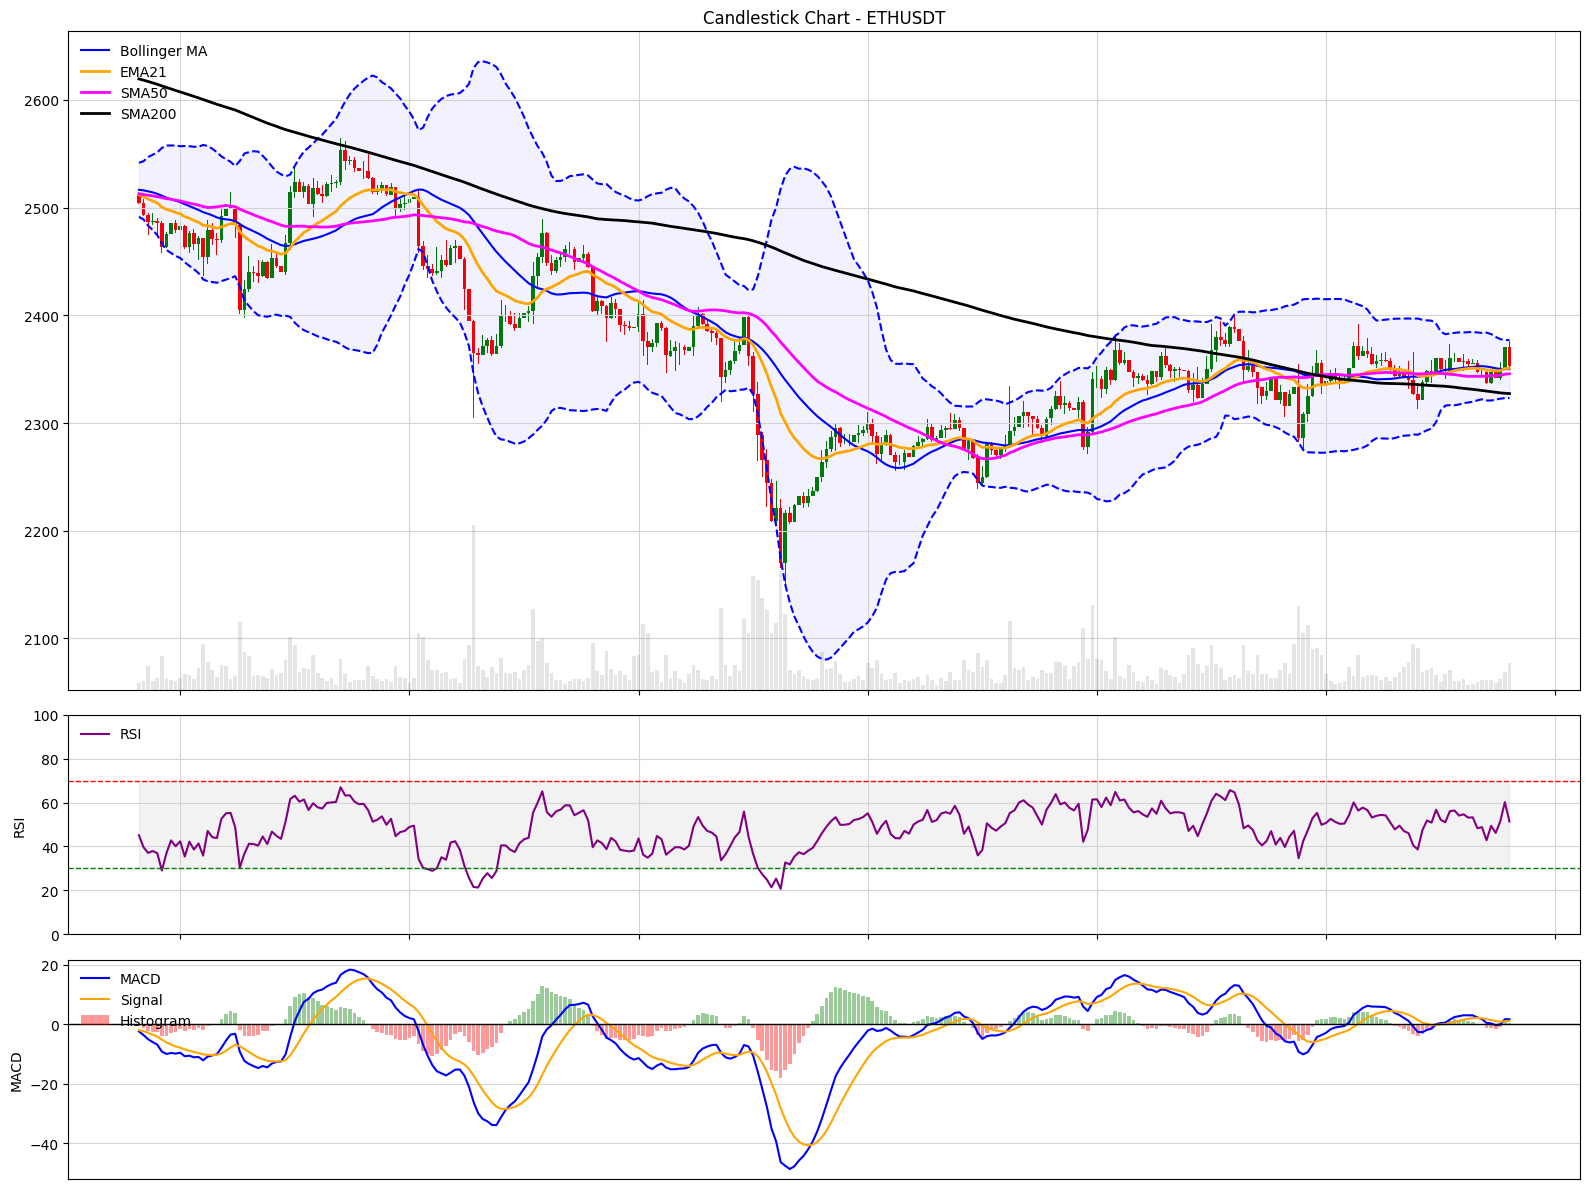 Candlestick Chart - ETHUSDT
Bollinger MA
EMA21
SMA50
SMA200
2600
2500
2400
2300
2200
2100
RSI
100
80
60
40
20
0
RSI
MACD
Signal
Histogram
20
0
−20
−40
MACD